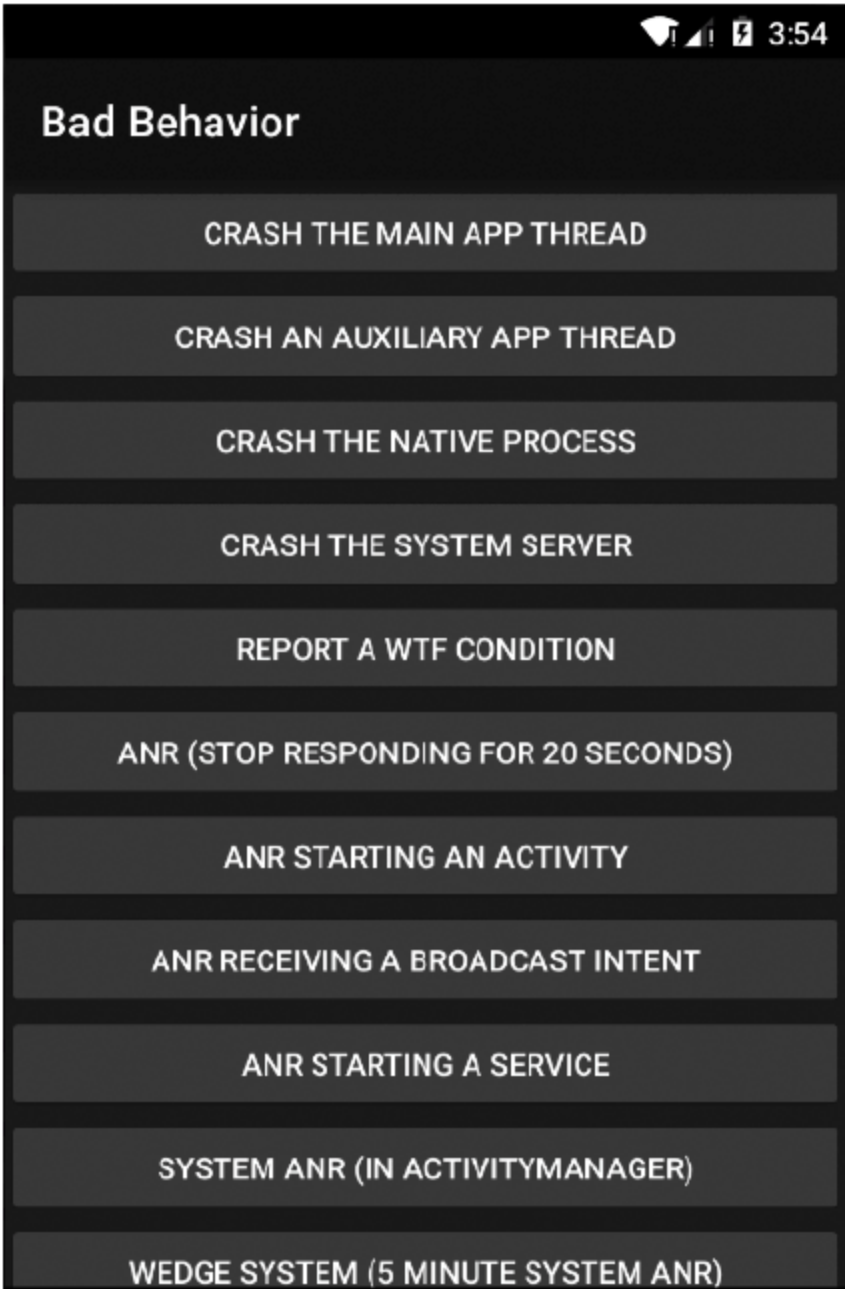 3:54
Bad Behavior
CRASH THE MAIN APP THREAD
CRASH AN AUXILIARY APP THREAD
CRASH THE NATIVE PROCESS
CRASH THE SYSTEM SERVER
REPORT A WTF CONDITION
ANR (STOP RESPONDING FOR 20 SECONDS)
ANR STARTING AN ACTIVITY
ANR RECEIVING A BROADCAST INTENT
ANR STARTING A SERVICE
SYSTEM ANR (IN ACTIVITYMANAGER)
WEDGE SYSTEM (5 MINUTE SYSTEM ANR)